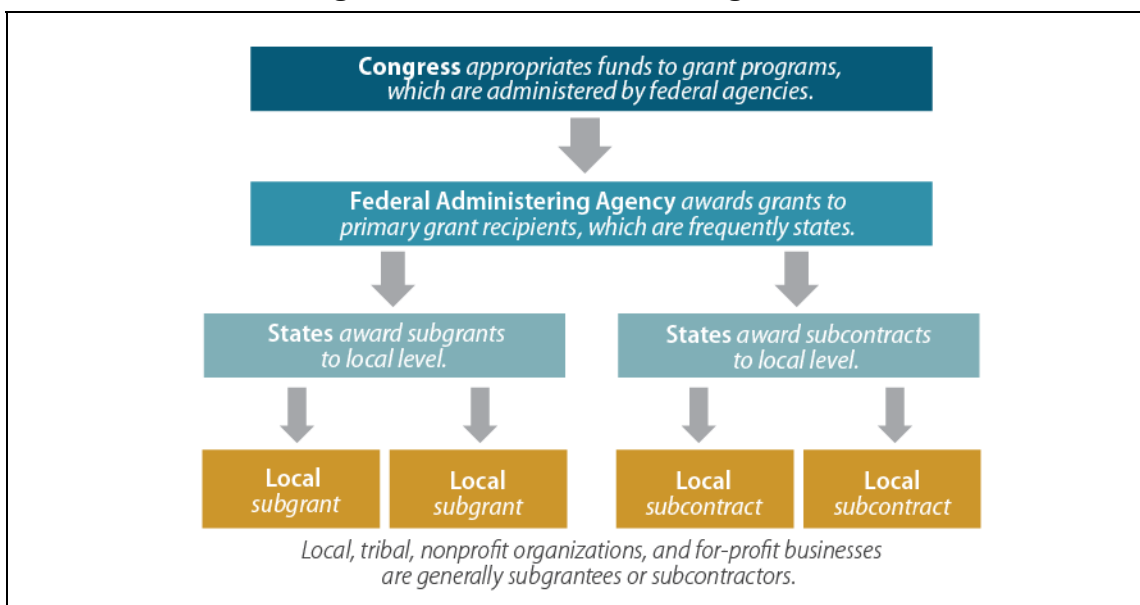 Congress appropriates funds to grant programs,
which are administered by federal agencies.
Federal Administering Agency awards grants to
primary grant recipients, which are frequently states.
States award subgrants
to local level.
States award subcontracts
to local level.
Local
subgrant
Local
subgrant
Local
subcontract
Local
subcontract
Local, tribal, nonprofit organizations, and for-profit businesses
are generally subgrantees or subcontractors.